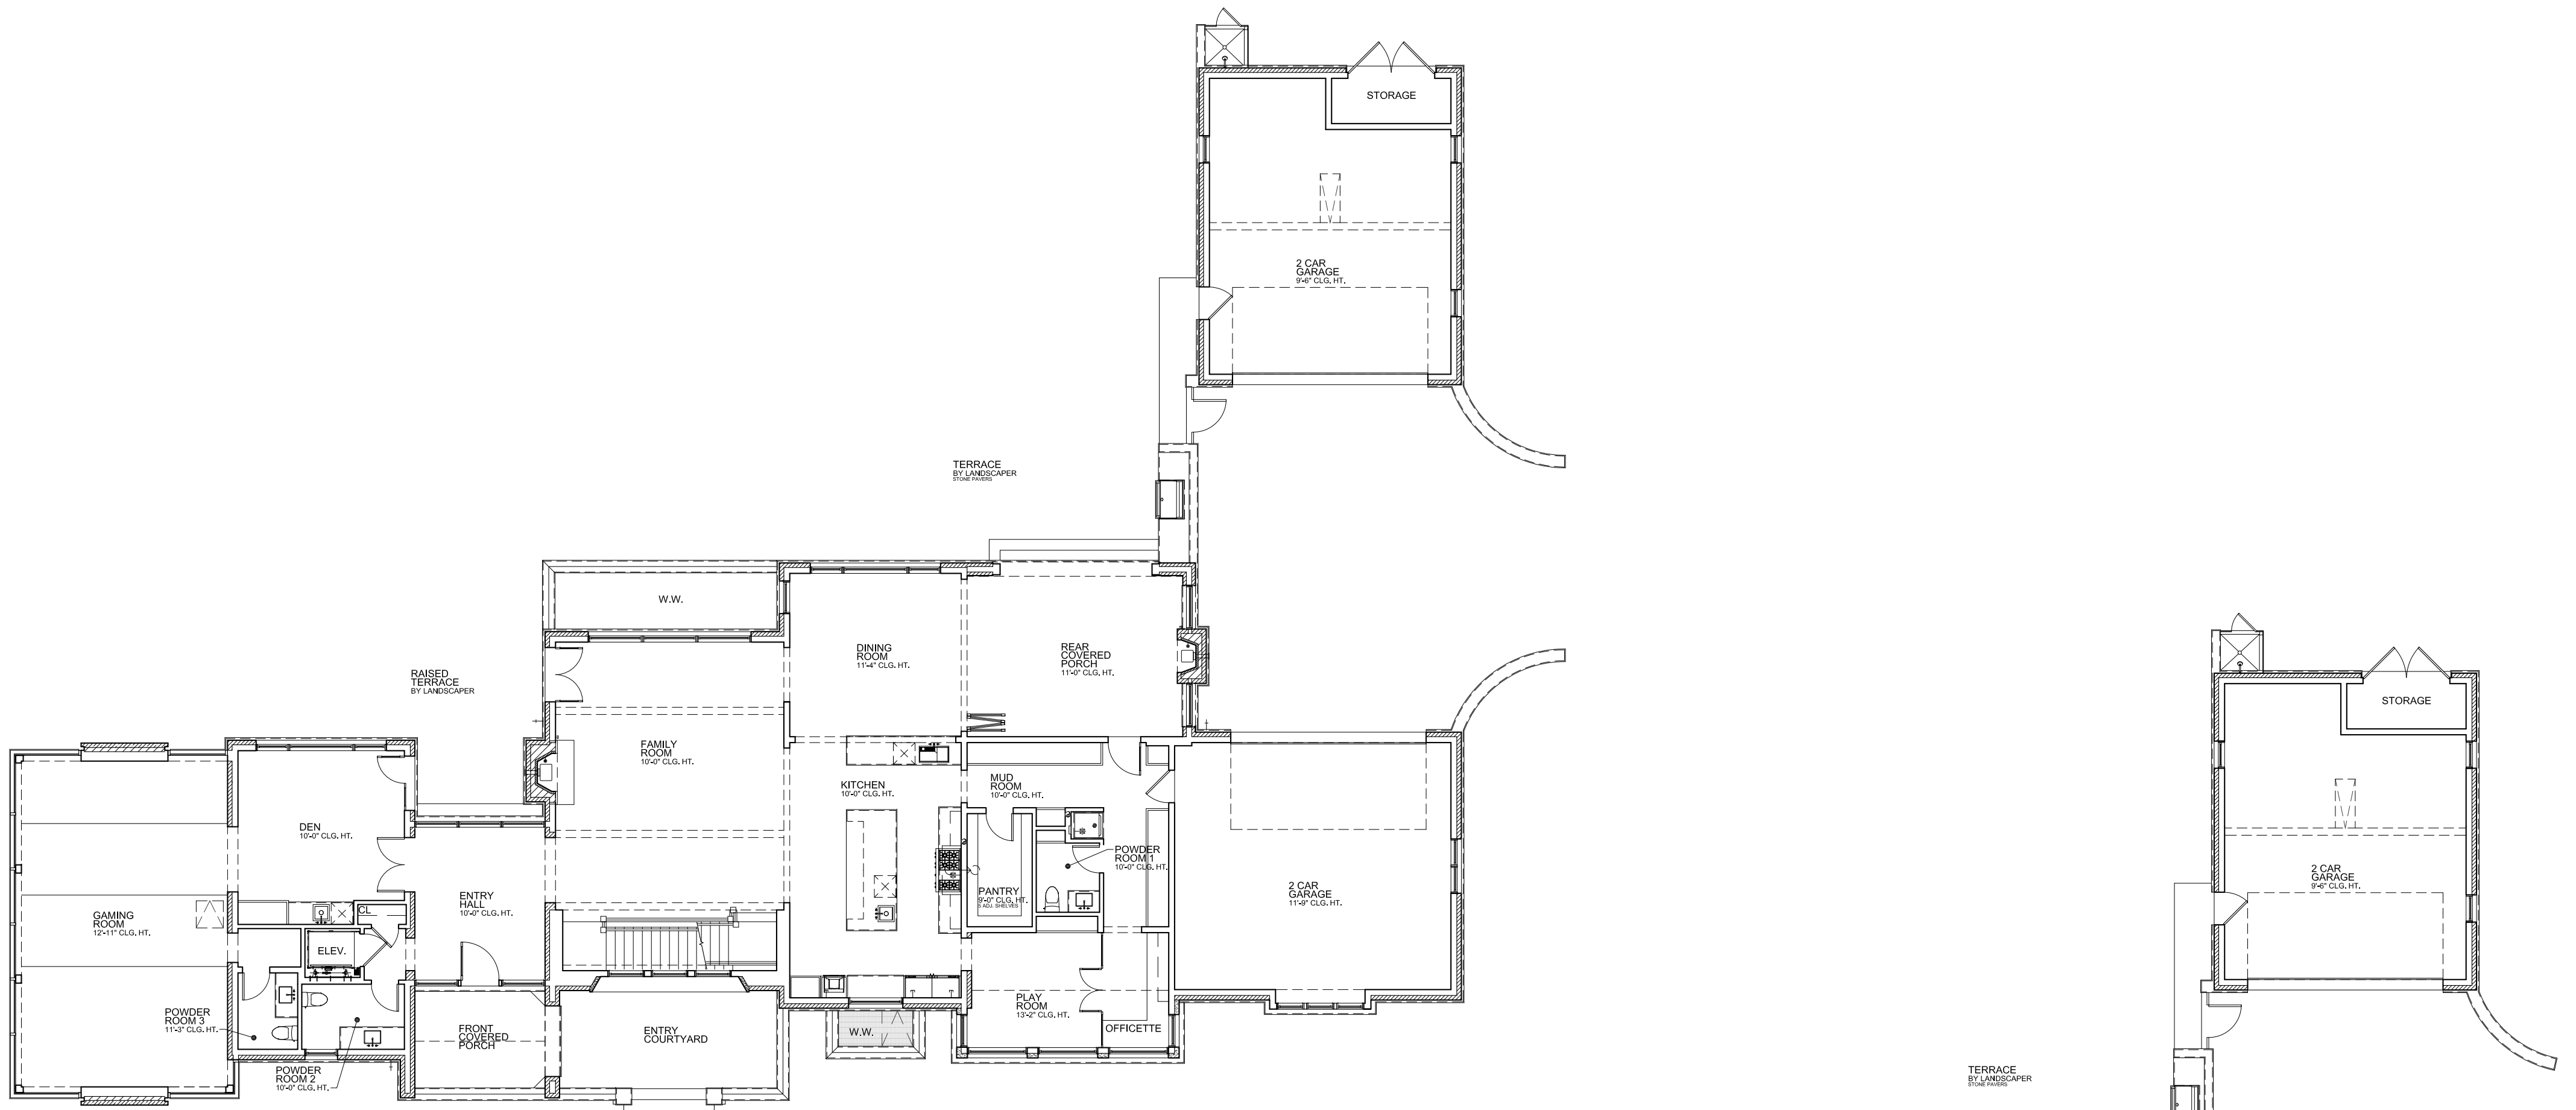 STORAGE
2 CAR
GARAGE
9'-6" CLG. HT.
TERRACE
BY LANDSCAPER
STONE PAVERS
W.W.
DINING
ROOM
11'-4" CLG. HT.
REAR
COVERED
PORCH
11'-0" CLG. HT.
RAISED
TERRACE
BY LANDSCAPER
FAMILY
ROOM
10'-0" CLG. HT.
KITCHEN
10'-0" CLG. HT.
MUD
ROOM
10'-0" CLG. HT.
DEN
10'-0" CLG. HT.
POWDER
ROOM 1
10'-0" CLG. HT.
PANTRY
9'-0" CLG. HT.
5 ADJ. SHELVES
2 CAR
GARAGE
11'-9" CLG. HT.
ENTRY
HALL
10'-0" CLG. HT.
CL
GAMING
ROOM
12'-11" CLG. HT.
ELEV.
PLAY
ROOM
13'-2" CLG. HT.
OFFICETTE
POWDER
ROOM 3
11'-3" CLG. HT.
FRONT
COVERED
PORCH
ENTRY
COURTYARD
W.W.
POWDER
ROOM 2
10'-0" CLG. HT.
STORAGE
2 CAR
GARAGE
9'-6" CLG. HT.
TERRACE
BY LANDSCAPER
STONE PAVERS